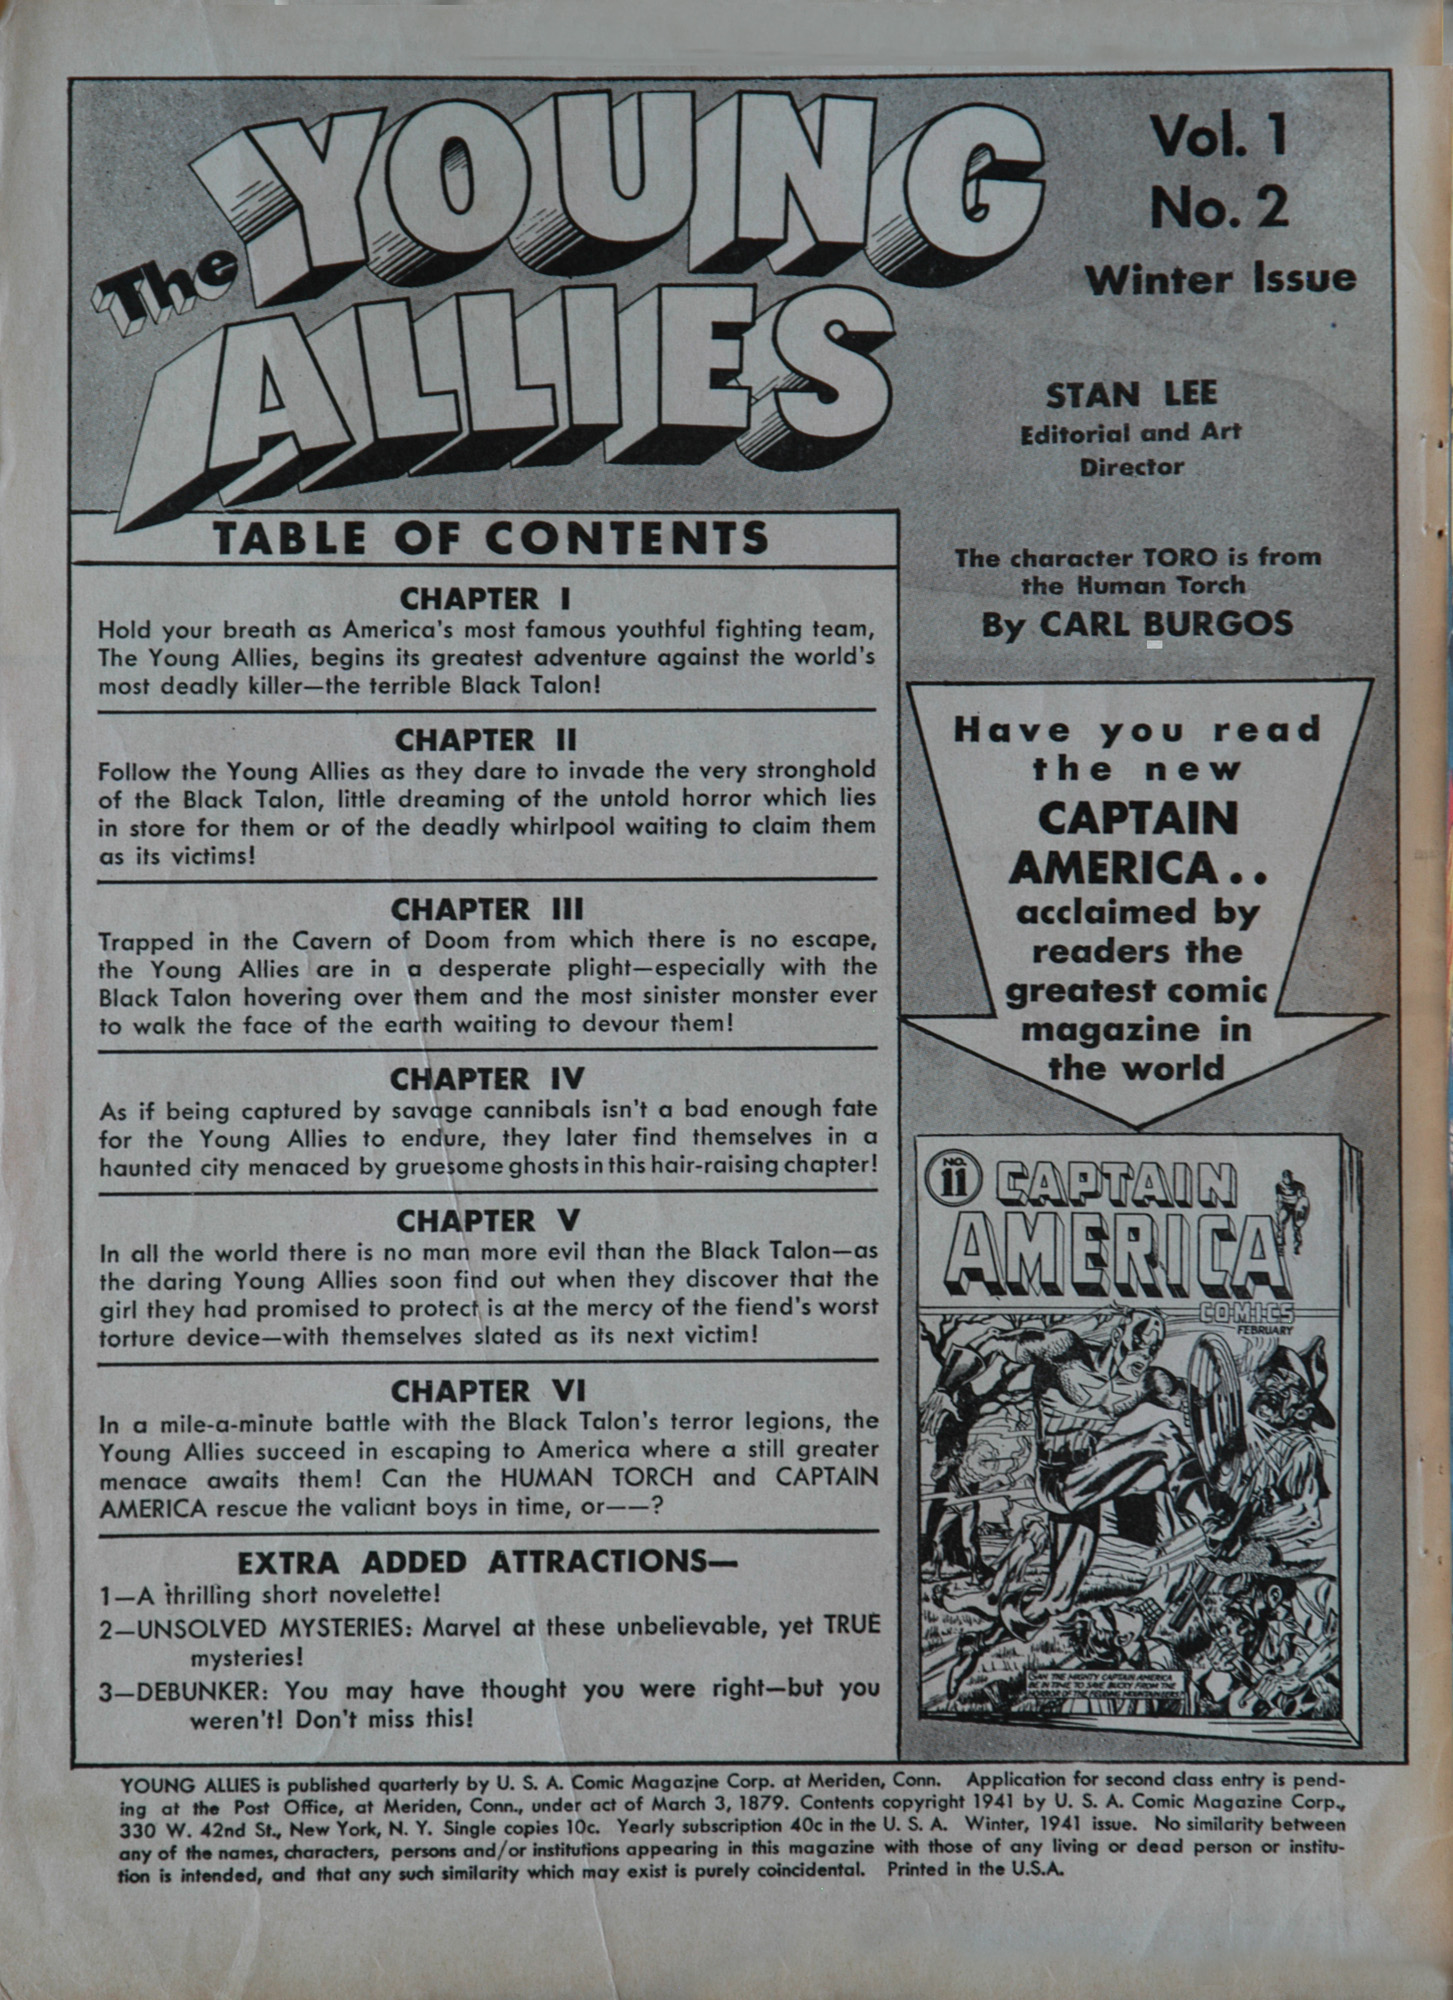 The YOUNG
ALLIES
Vol. 1
No. 2
Winter Issue
STAN LEE
Editorial and Art
Director
The character TORO is from
the Human Torch
By CARL BURGOS
TABLE OF CONTENTS
CHAPTER I
Hold your breath as America's most famous youthful fighting team,
The Young Allies, begins its greatest adventure against the world's
most deadly killer—the terrible Black Talon!
CHAPTER II
Follow the Young Allies as they dare to invade the very stronghold
of the Black Talon, little dreaming of the untold horror which lies
in store for them or of the deadly whirlpool waiting to claim them
as its victims!
CHAPTER III
Trapped in the Cavern of Doom from which there is no escape,
the Young Allies are in a desperate plight—especially with the
Black Talon hovering over them and the most sinister monster ever
to walk the face of the earth waiting to devour them!
CHAPTER IV
As if being captured by savage cannibals isn't a bad enough fate
for the Young Allies to endure, they later find themselves in a
haunted city menaced by gruesome ghosts in this hair-raising chapter!
CHAPTER V
In all the world there is no man more evil than the Black Talon—as
the daring Young Allies soon find out when they discover that the
girl they had promised to protect is at the mercy of the fiend's worst
torture device—with themselves slated as its next victim!
CHAPTER VI
In a mile-a-minute battle with the Black Talon's terror legions, the
Young Allies succeed in escaping to America where a still greater
menace awaits them! Can the HUMAN TORCH and CAPTAIN
AMERICA rescue the valiant boys in time, or——?
EXTRA ADDED ATTRACTIONS—
1—A thrilling short novelette!
2—UNSOLVED MYSTERIES: Marvel at these unbelievable, yet TRUE
mysteries!
3—DEBUNKER: You may have thought you were right—but you
weren't! Don't miss this!
Have you read
the new
CAPTAIN
AMERICA..
acclaimed by
readers the
greatest comic
magazine in
the world
NO.
11
CAPTAIN
AMERICA
COMICS
FEBRUARY
CAN THE MIGHTY CAPTAIN AMERICA
BE IN TIME TO SAVE BUCKY FROM THE
HORROR OF THE FEUDING MOUNTAINEERS?
YOUNG ALLIES is published quarterly by U. S. A. Comic Magazine Corp. at Meriden, Conn. Application for second class entry is pend-
ing at the Post Office, at Meriden, Conn., under act of March 3, 1879. Contents copyright 1941 by U. S. A. Comic Magazine Corp.,
330 W. 42nd St., New York, N. Y. Single copies 10c. Yearly subscription 40c in the U. S. A. Winter, 1941 issue. No similarity between
any of the names, characters, persons and/or institutions appearing in this magazine with those of any living or dead person or institu-
tion is intended, and that any such similarity which may exist is purely coincidental. Printed in the U.S.A.